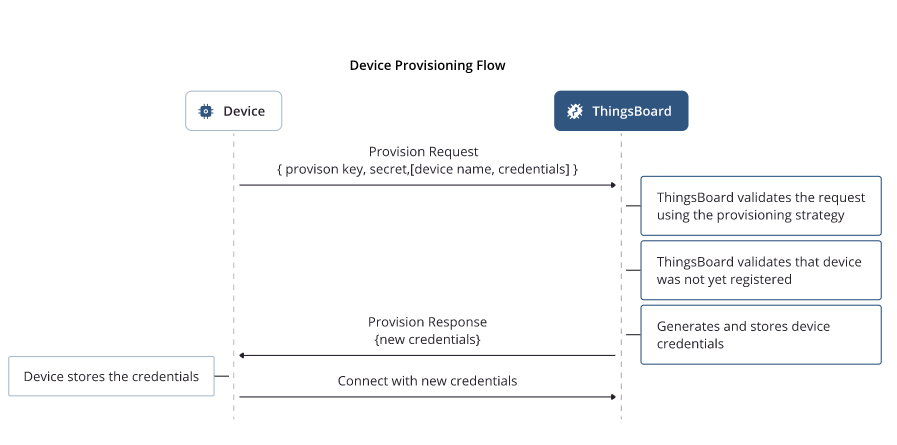 Device Provisioning Flow
Device
ThingsBoard
Provision Request
{ provison key, secret,[device name, credentials] }
ThingsBoard validates the request
using the provisioning strategy
ThingsBoard validates that device
was not yet registered
Generates and stores device
credentials
Provision Response
{new credentials}
Device stores the credentials
Connect with new credentials